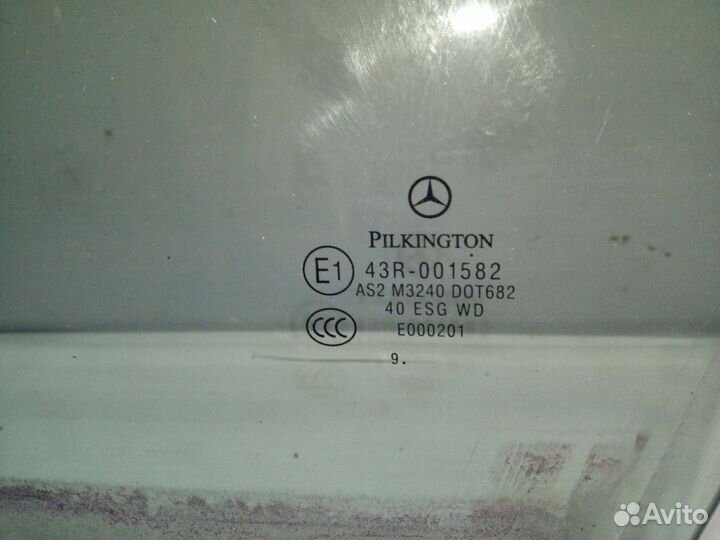 PILKINGTON
E1 43R-001582
AS2 M3240 DOT682
40 ESG WD
CCC E000201
9.
Avito